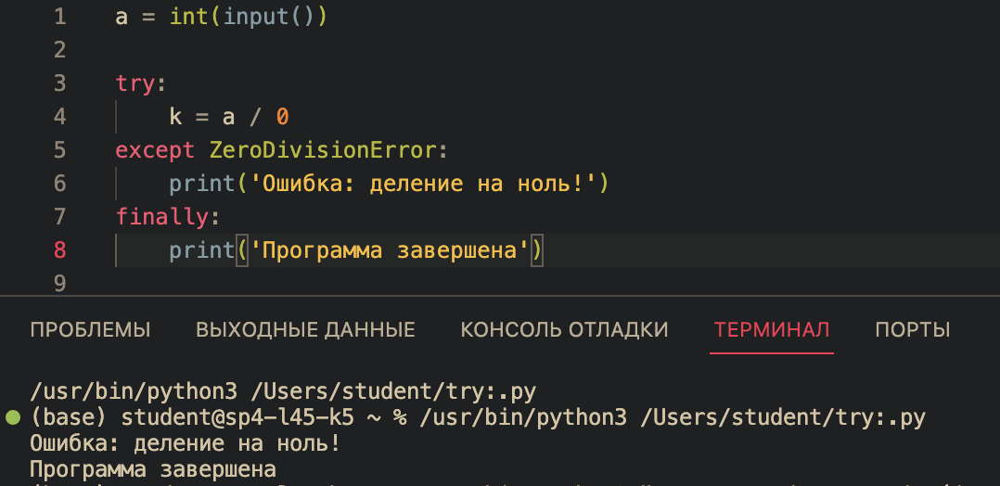 1 a = int(input())
2
3 try:
4 k = a / 0
5 except ZeroDivisionError:
6 print('Ошибка: деление на ноль!')
7 finally:
8 print('Программа завершена')
9
ПРОБЛЕМЫ ВЫХОДНЫЕ ДАННЫЕ КОНСОЛЬ ОТЛАДКИ ТЕРМИНАЛ ПОРТЫ
/usr/bin/python3 /Users/student/try:.py
(base) student@sp4-l45-k5 ~ % /usr/bin/python3 /Users/student/try:.py
Ошибка: деление на ноль!
Программа завершена